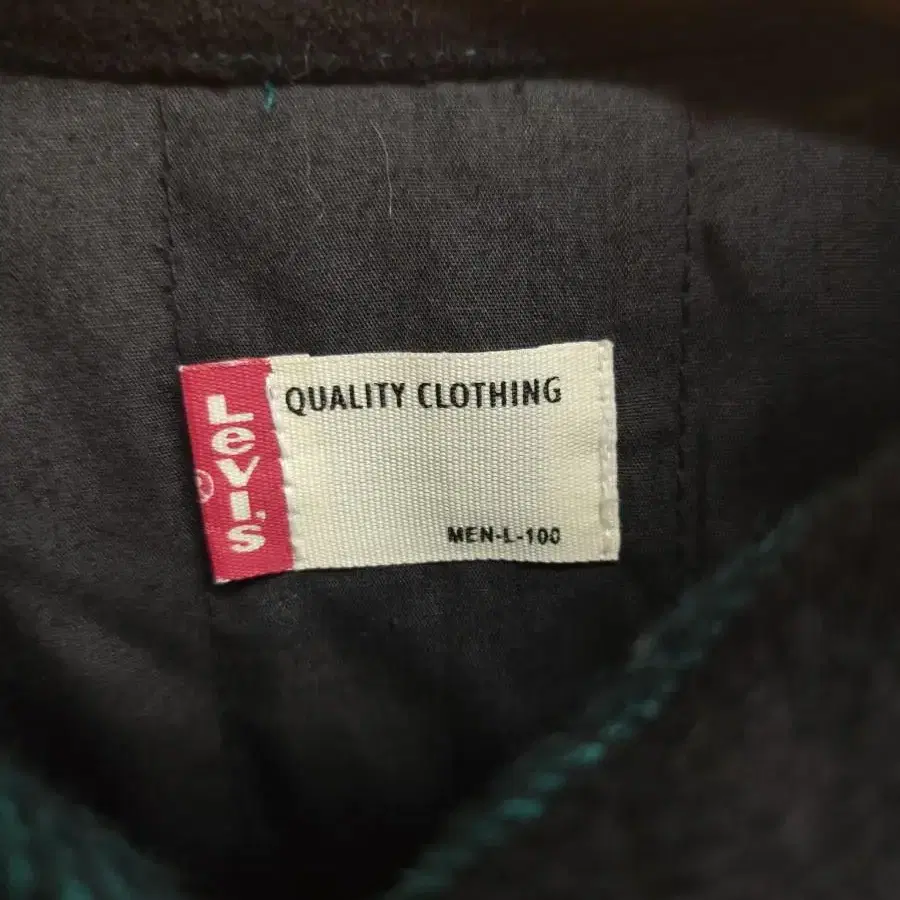 LeVI.S
®
QUALITY CLOTHING
MEN-L-100